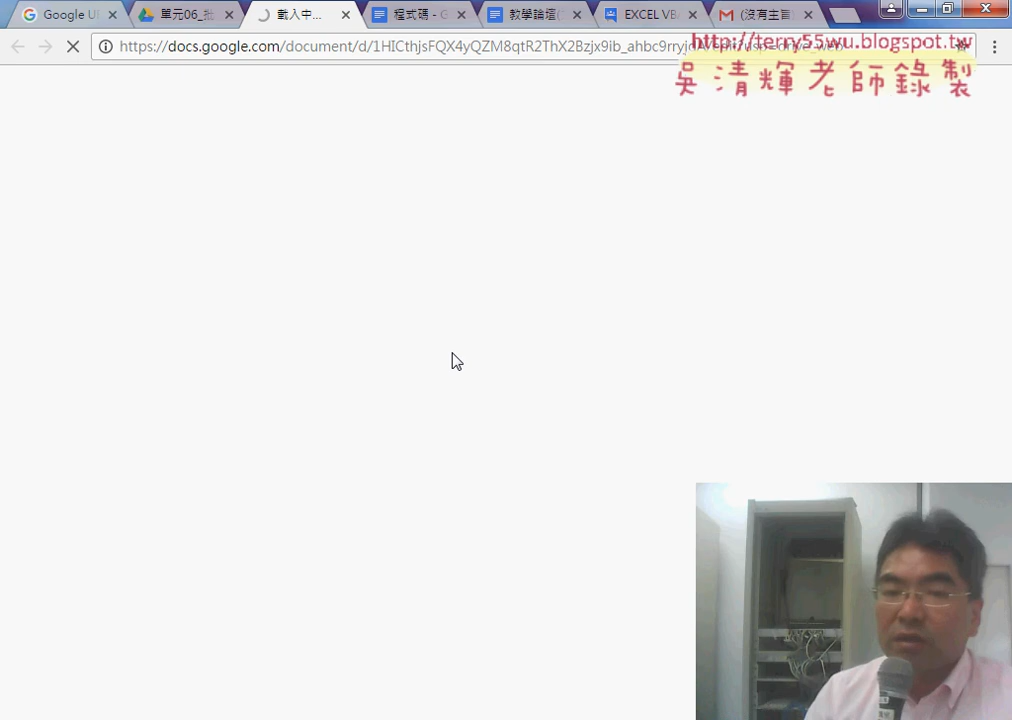 Google U
單元06_批
載入中...
程式碼 - G
教學論壇(
EXCEL VB
(沒有主旨)
https://docs.google.com/document/d/1HICthjsFQX4yQZM8qtR2ThX2Bzjx9ib_ahbc9rryj
http://terry55wu.blogspot.tw
吳清輝老師錄製